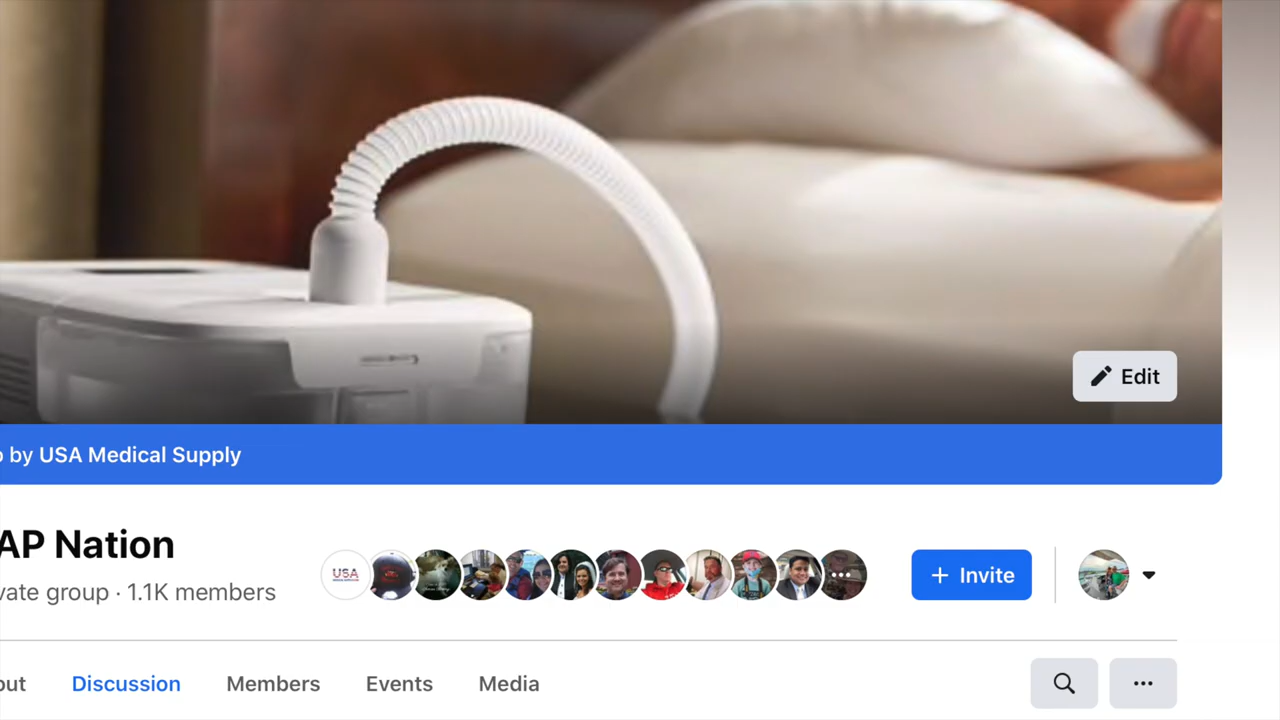 Edit
by USA Medical Supply
AP Nation
vate group · 1.1K members
USA
+ Invite
out
Discussion
Members
Events
Media